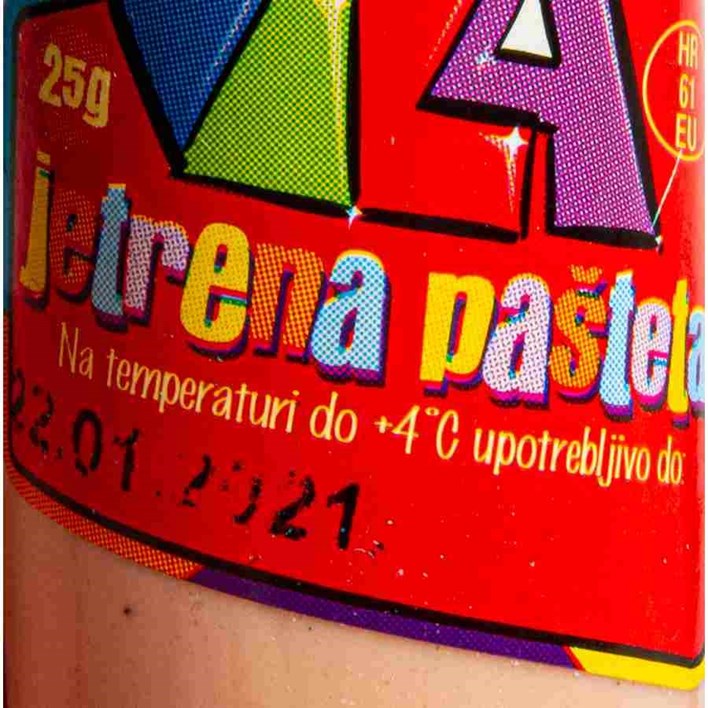 25g
HR
61
EU
jetrena pašteta
Na temperaturi do +4°C upotrebljivo do:
22.01.2021.